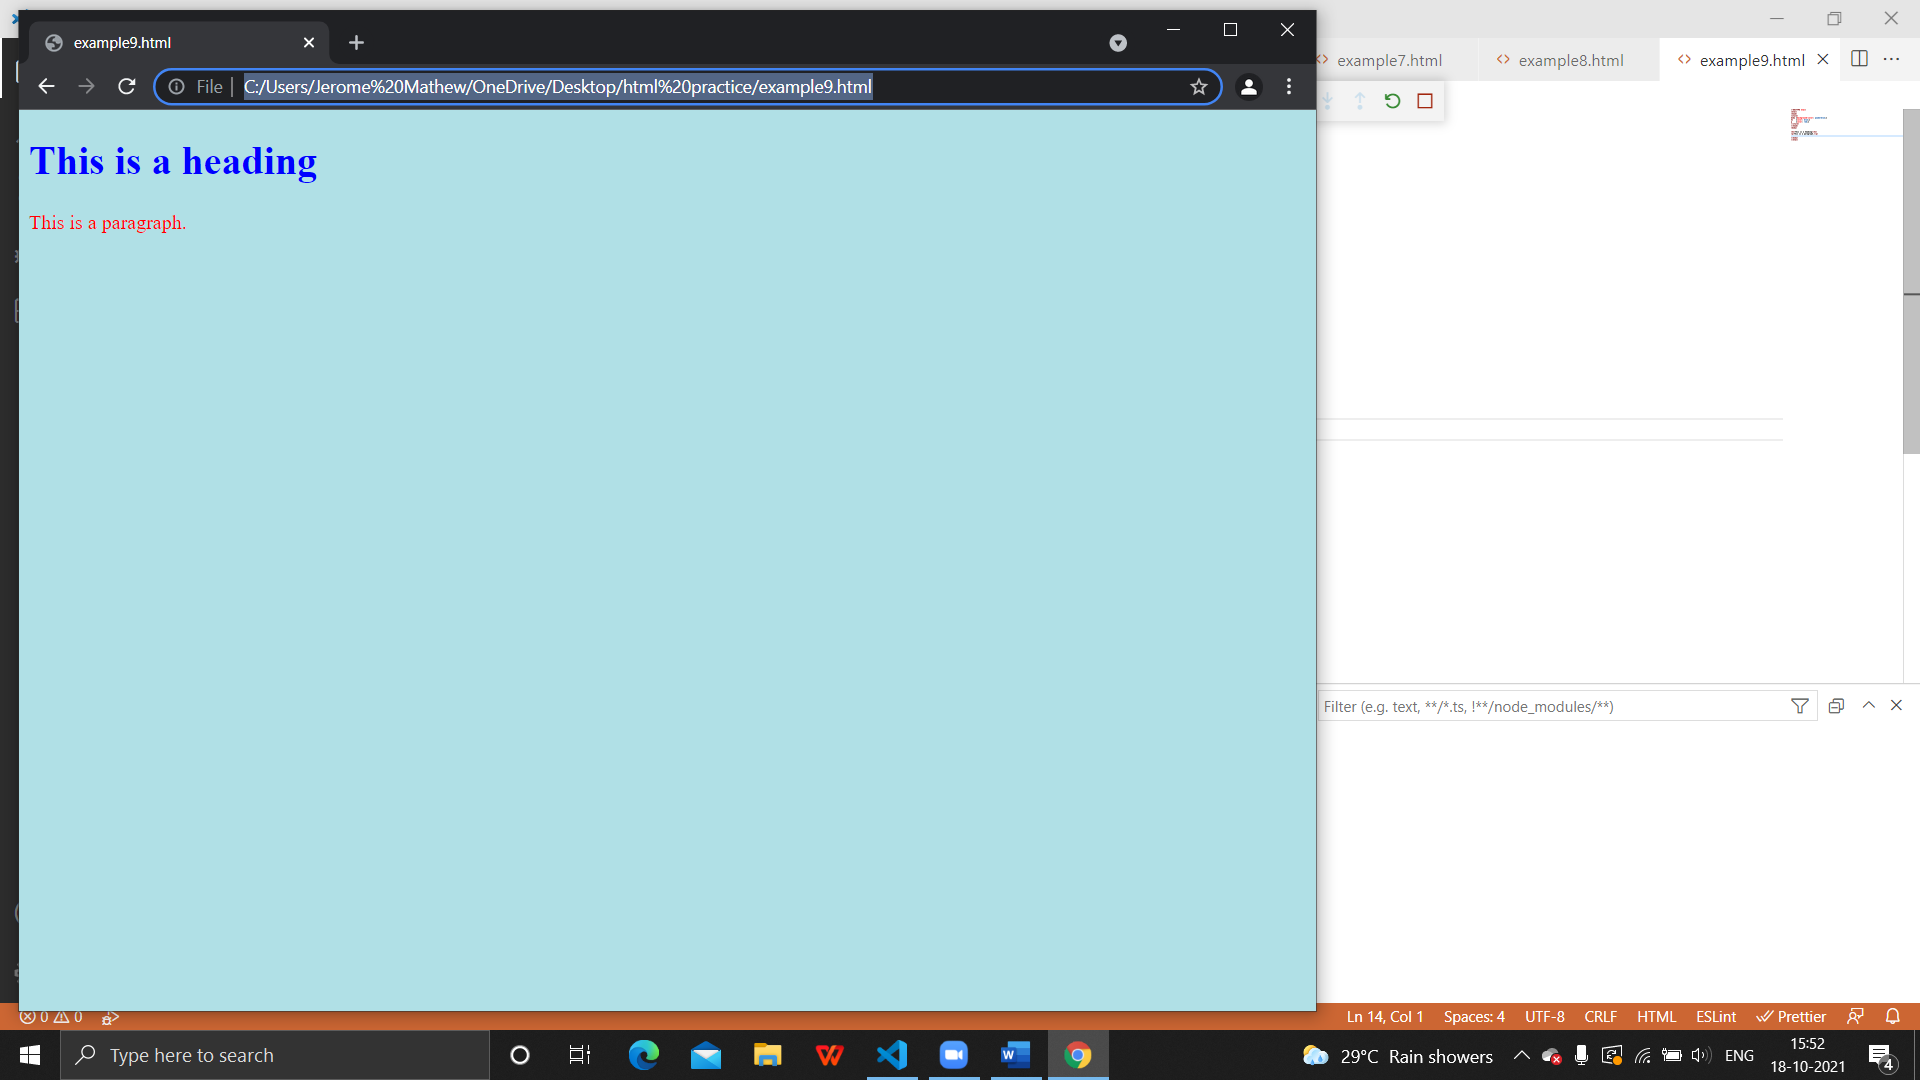 example9.html
File
C:/Users/Jerome%20Mathew/OneDrive/Desktop/html%20practice/example9.html
This is a heading
This is a paragraph.
example7.html
example8.html
example9.html
Filter (e.g. text, **/*.ts, !**/node_modules/**)
0 0
Ln 14, Col 1 Spaces: 4 UTF-8 CRLF HTML ESLint Prettier
Type here to search
29°C Rain showers
ENG
15:52
18-10-2021
4